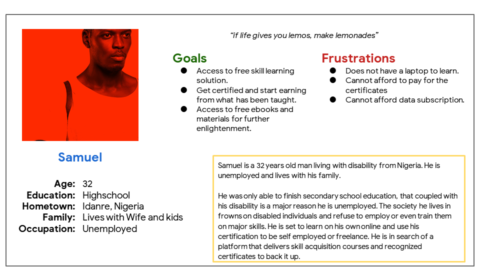 “If life gives you lemos, make lemonades”
Goals
Access to free skill learning
solution.
Get certified and start earning
from what has been taught.
Access to free ebooks and
materials for further
enlightenment.
Frustrations
Does not have a laptop to learn.
Cannot afford to pay for the
certificates
Cannot afford data subscription.
Samuel
Age: 32
Education: Highschool
Hometown: Idanre, Nigeria
Family: Lives with Wife and kids
Occupation: Unemployed
Samuel is a 32 years old man living with disability from Nigeria. He is
unemployed and lives with his family.
He was only able to finish secondary school education, that coupled with
his disability is a major reason he is unemployed. The society he lives in
frowns on disabled individuals and refuse to employ or even train them
on major skills. He is set to learn on his own online and use his
certification to be self employed or freelance. He is in search of a
platform that delivers skill acquisition courses and recognized
certificates to back it up.